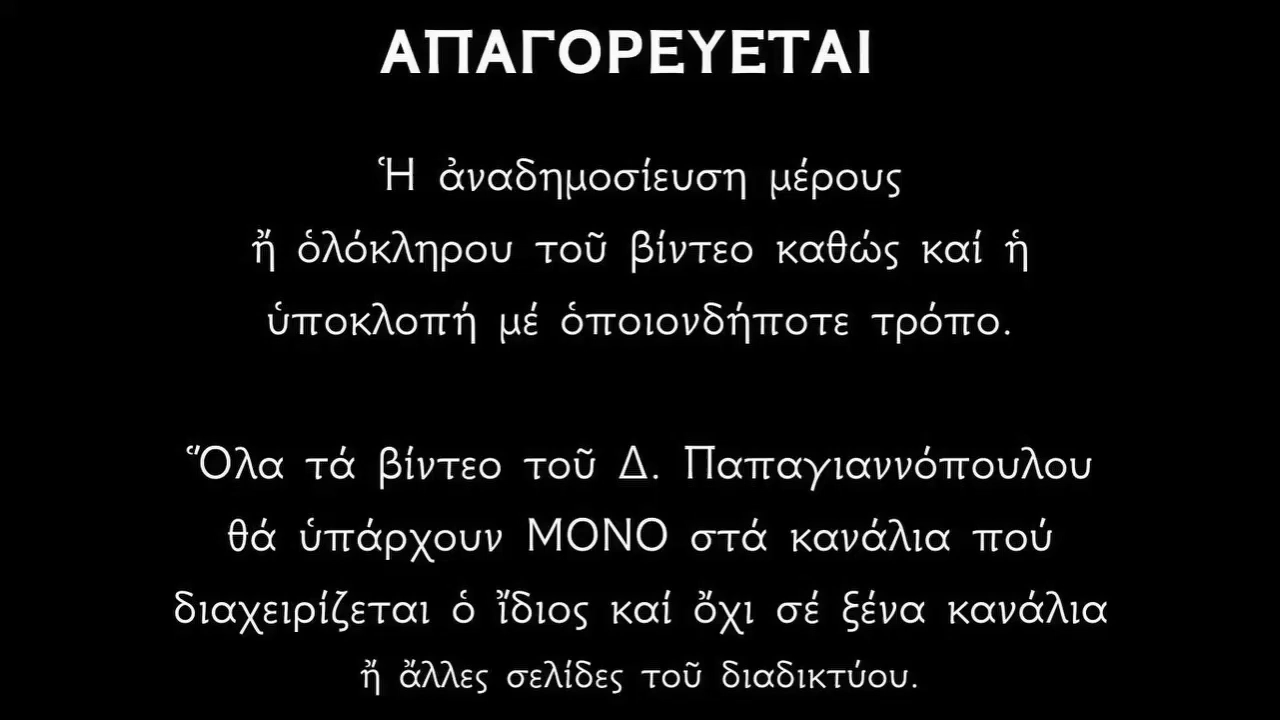 ΑΠΑΓΟΡΕΥΕΤΑΙ
Ἡ ἀναδημοσίευση μέρους
ἤ ὁλόκληρου τοῦ βίντεο καθώς καί ἡ
ὑποκλοπή μέ ὁποιονδήποτε τρόπο.
Ὅλα τά βίντεο τοῦ Δ. Παπαγιαννόπουλου
θά ὑπάρχουν ΜΟΝΟ στά κανάλια πού
διαχειρίζεται ὁ ἴδιος καί ὄχι σέ ξένα κανάλια
ἤ ἄλλες σελίδες τοῦ διαδικτύου.